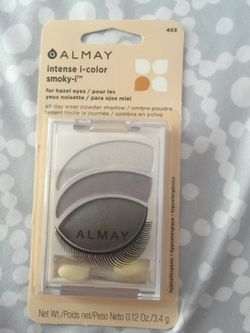 403
ALMAY
intense i-color
smoky-i™
for hazel eyes / pour les
yeux noisette / para ojos miel
all day wear powder shadow / ombre poudre
tenant toute la journée / sombra en polvo
ALMAY
hypoallergenic • hypoallergénique • hipoalergénico
Net Wt./Poids net/Peso Neto 0.12 Oz./3.4 g